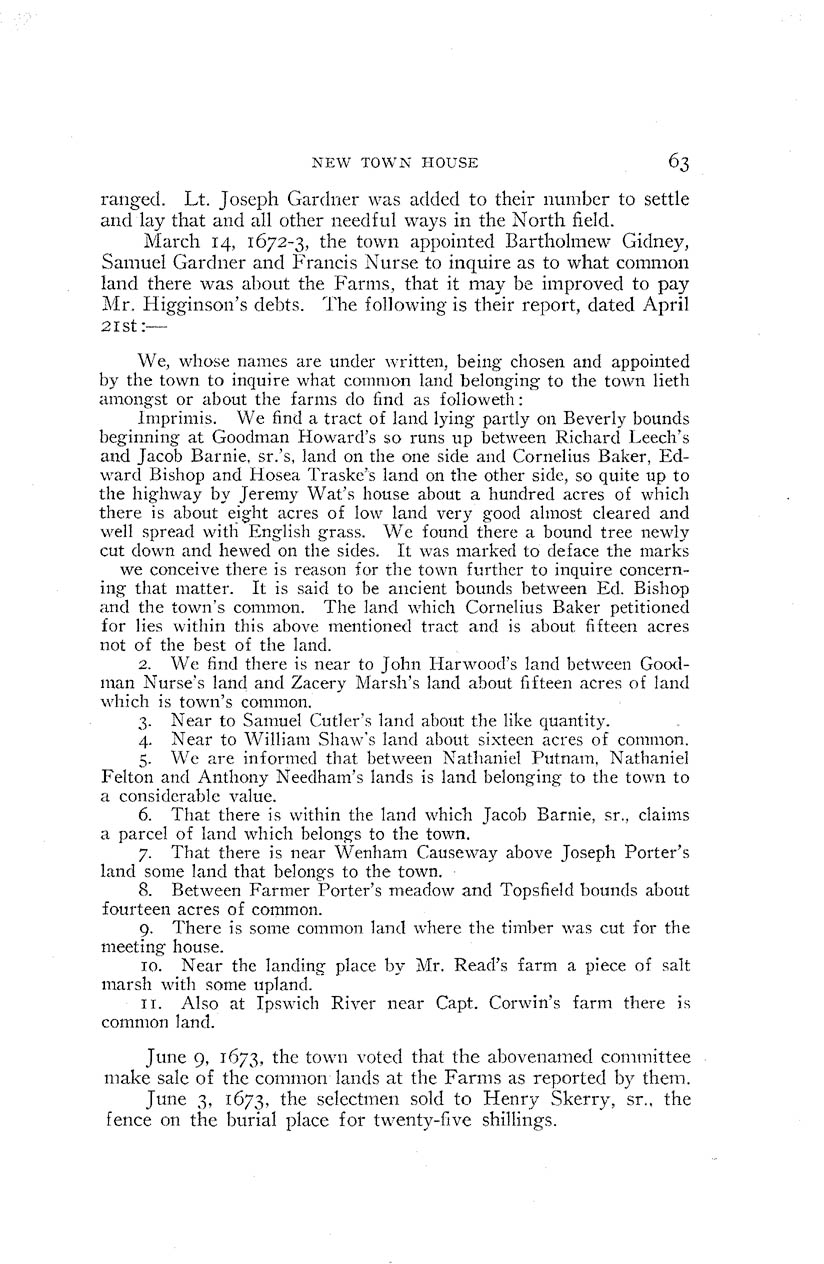 NEW TOWN HOUSE 63
ranged. Lt. Joseph Gardner was added to their number to settle
and lay that and all other needful ways in the North field.
March 14, 1672-3, the town appointed Bartholmew Gidney,
Samuel Gardner and Francis Nurse to inquire as to what common
land there was about the Farms, that it may be improved to pay
Mr. Higginson's debts. The following is their report, dated April
21st:—
We, whose names are under written, being chosen and appointed
by the town to inquire what common land belonging to the town lieth
amongst or about the farms do find as followeth:
Imprimis. We find a tract of land lying partly on Beverly bounds
beginning at Goodman Howard's so runs up between Richard Leech's
and Jacob Barnie, sr.'s, land on the one side and Cornelius Baker, Ed-
ward Bishop and Hosea Traske's land on the other side, so quite up to
the highway by Jeremy Wat's house about a hundred acres of which
there is about eight acres of low land very good almost cleared and
well spread with English grass. We found there a bound tree newly
cut down and hewed on the sides. It was marked to deface the marks
we conceive there is reason for the town further to inquire concern-
ing that matter. It is said to be ancient bounds between Ed. Bishop
and the town's common. The land which Cornelius Baker petitioned
for lies within this above mentioned tract and is about fifteen acres
not of the best of the land.
2. We find there is near to John Harwood's land between Good-
man Nurse's land and Zacery Marsh's land about fifteen acres of land
which is town's common.
3. Near to Samuel Cutler's land about the like quantity.
4. Near to William Shaw's land about sixteen acres of common.
5. We are informed that between Nathaniel Putnam, Nathaniel
Felton and Anthony Needham's lands is land belonging to the town to
a considerable value.
6. That there is within the land which Jacob Barnie, sr., claims
a parcel of land which belongs to the town.
7. That there is near Wenham Causeway above Joseph Porter's
land some land that belongs to the town.
8. Between Farmer Porter's meadow and Topsfield bounds about
fourteen acres of common.
9. There is some common land where the timber was cut for the
meeting house.
10. Near the landing place by Mr. Read's farm a piece of salt
marsh with some upland.
11. Also at Ipswich River near Capt. Corwin's farm there is
common land.
June 9, 1673, the town voted that the abovenamed committee
make sale of the common lands at the Farms as reported by them.
June 3, 1673, the selectmen sold to Henry Skerry, sr., the
fence on the burial place for twenty-five shillings.